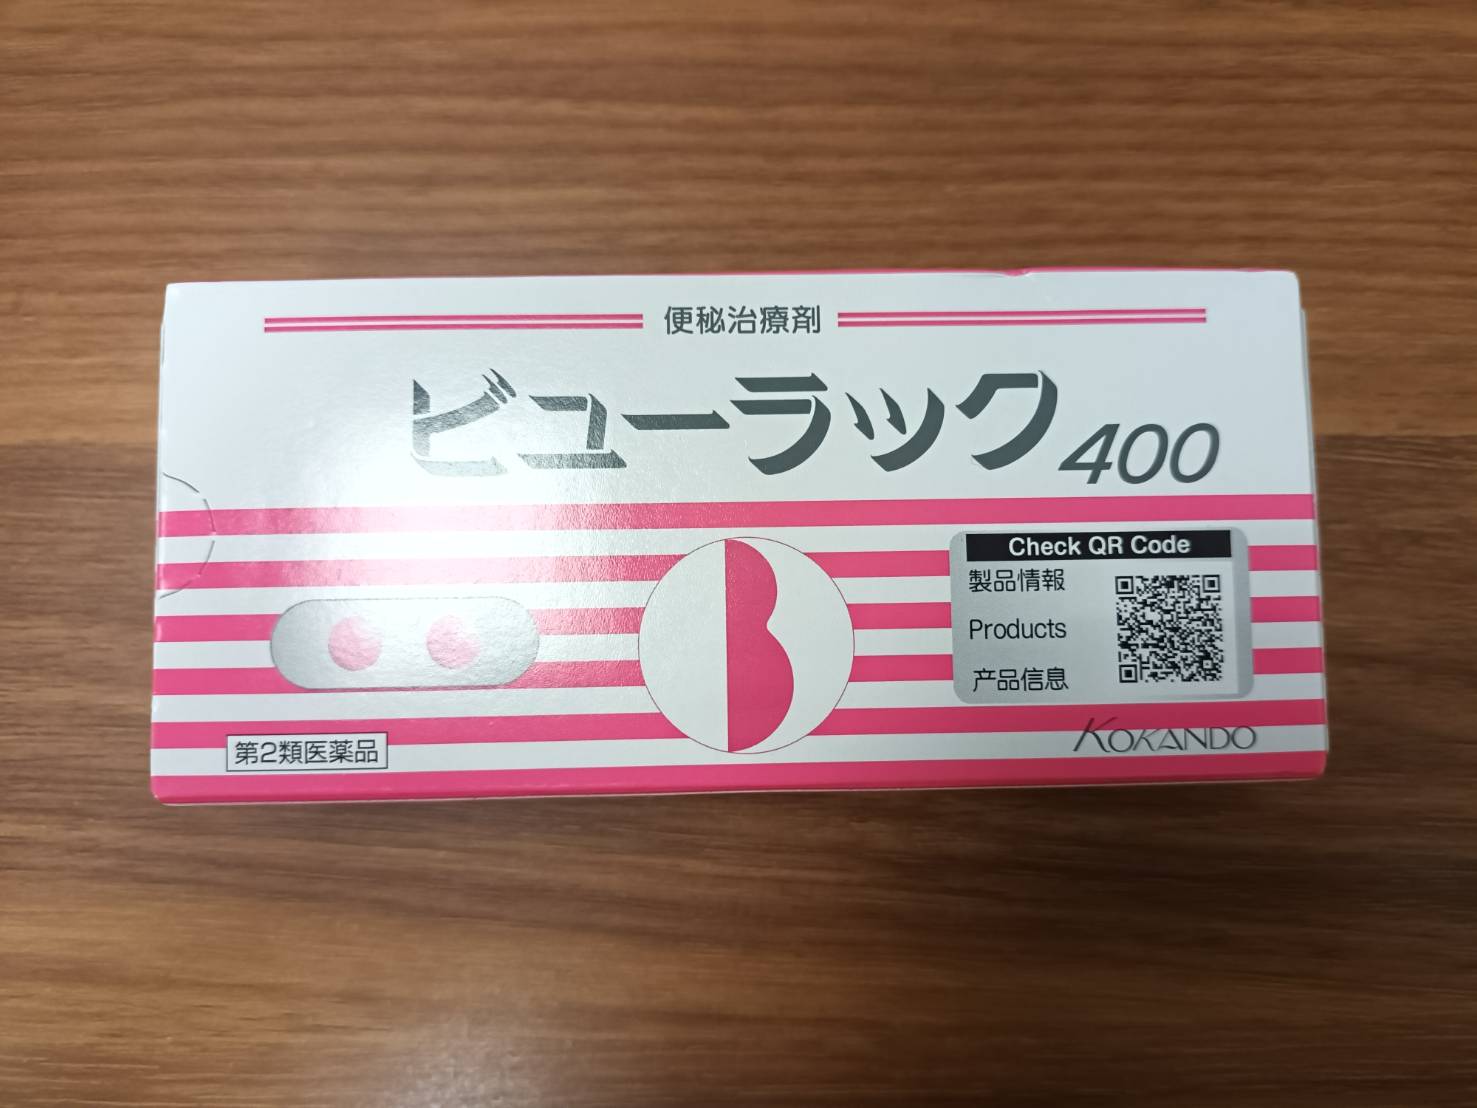 便秘治療剤
ビューラック400
Check QR Code
製品情報
Products
产品信息
第2類医薬品
KOKANDO